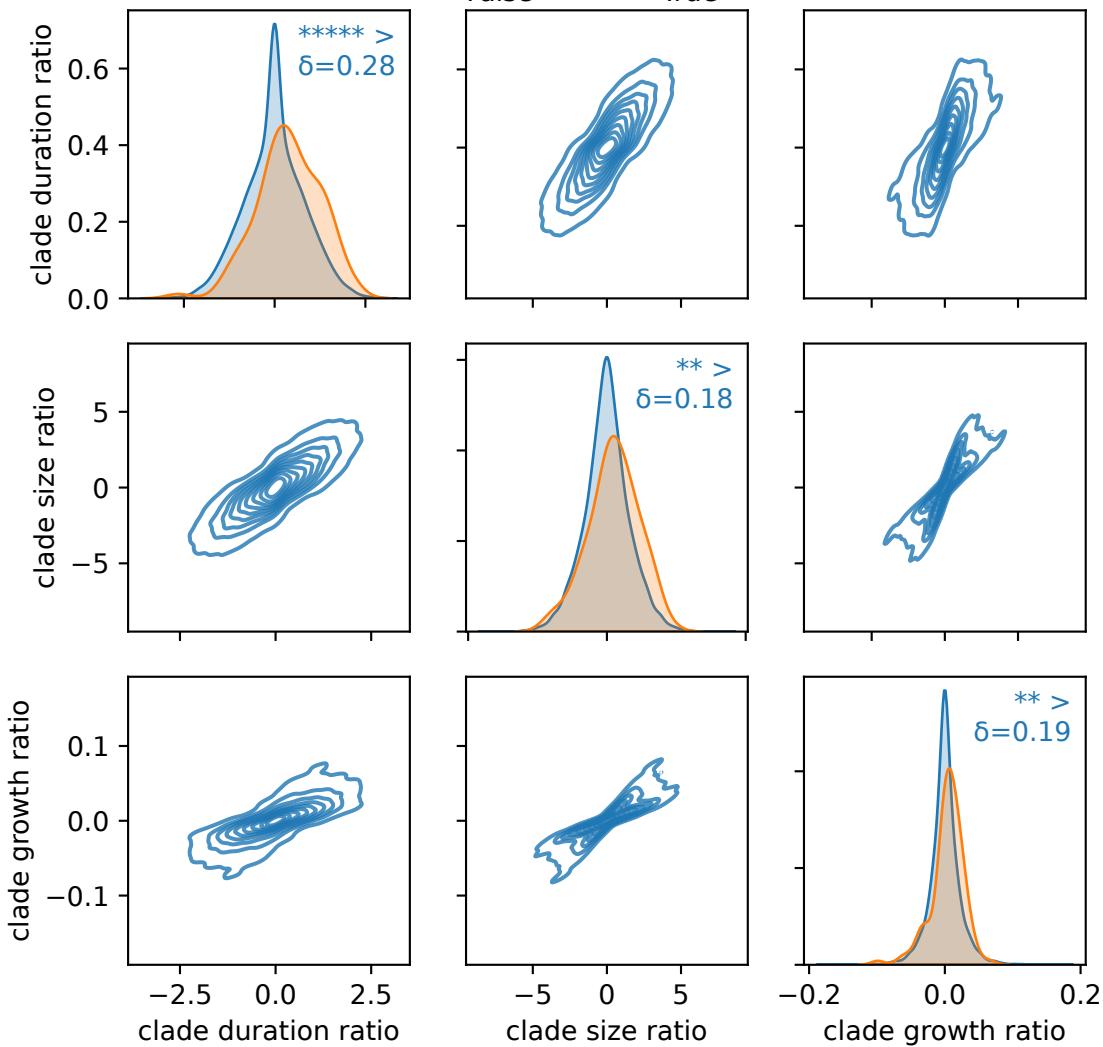 clade duration ratio
0.6
0.4
0.2
0.0
***** >
δ=0.28
clade size ratio
5
0
−5
** >
δ=0.18
clade growth ratio
0.1
0.0
−0.1
** >
δ=0.19
−2.5 0.0 2.5
−5 0 5
−0.2 0.0 0.2
clade duration ratio
clade size ratio
clade growth ratio